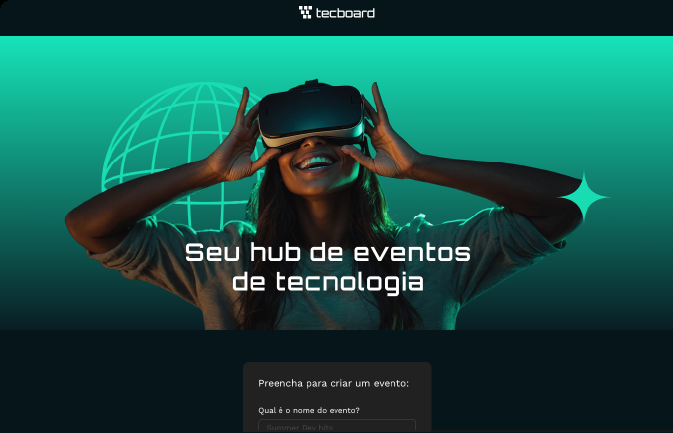 tecboard
Seu hub de eventos
de tecnologia
Preencha para criar um evento:
Qual é o nome do evento?
Summer Dev hits